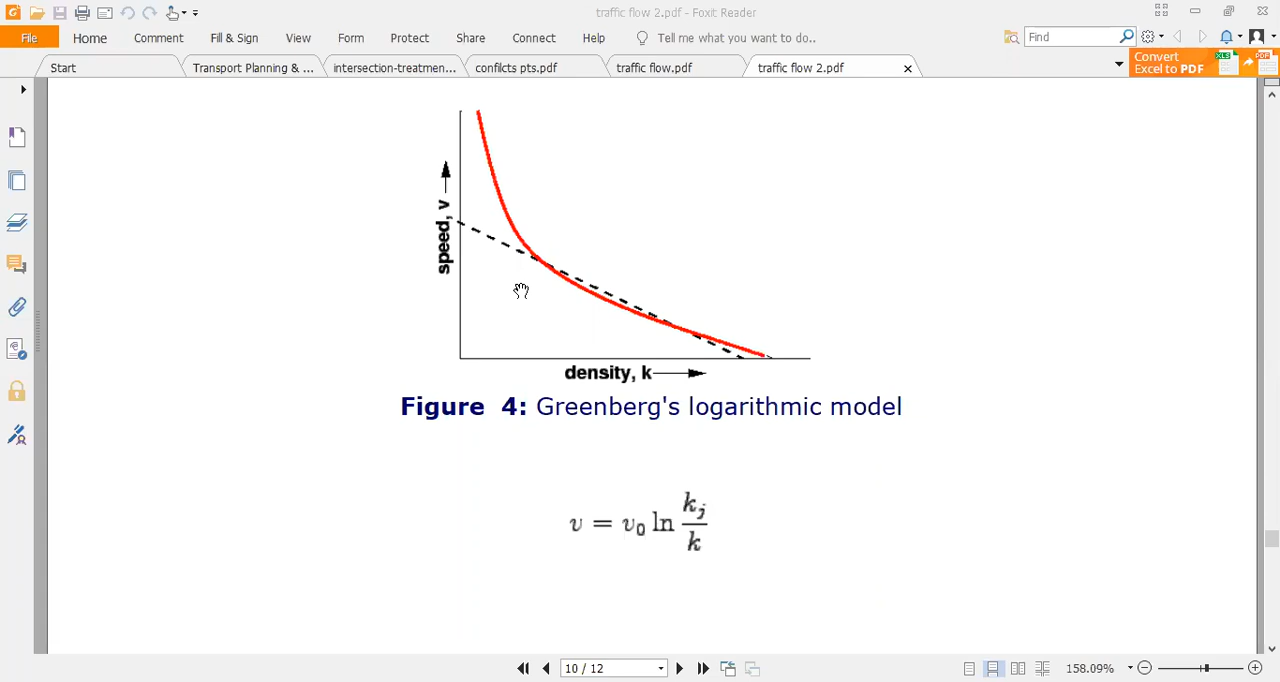 traffic flow 2.pdf - Foxit Reader
File Home Comment Fill & Sign View Form Protect Share Connect Help Tell me what you want to do.. Find
Start Transport Planning & ... intersection-treatmen... confilcts pts.pdf traffic flow.pdf traffic flow 2.pdf
Convert
Excel to PDF
XLS
PDF
speed, v
density, k
Figure 4: Greenberg's logarithmic model
v = v₀ ln kⱼ/k
10 / 12
158.09%